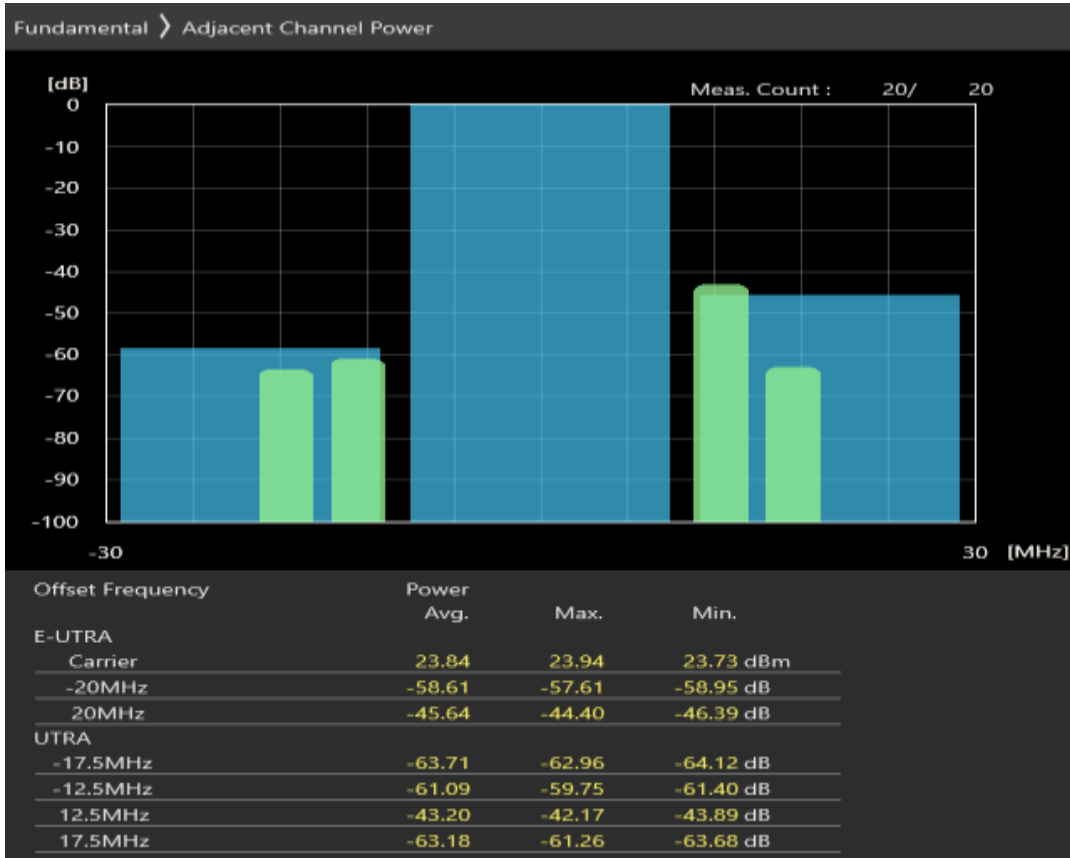 Fundamental 〉 Adjacent Channel Power
[dB]
Meas. Count : 20/ 20
0
-10
-20
-30
-40
-50
-60
-70
-80
-90
-100
-30 30 [MHz]
Offset Frequency Power
Avg. Max. Min.
E-UTRA
Carrier 23.84 23.94 23.73 dBm
-20MHz -58.61 -57.61 -58.95 dB
20MHz -45.64 -44.40 -46.39 dB
UTRA
-17.5MHz -63.71 -62.96 -64.12 dB
-12.5MHz -61.09 -59.75 -61.40 dB
12.5MHz -43.20 -42.17 -43.89 dB
17.5MHz -63.18 -61.26 -63.68 dB